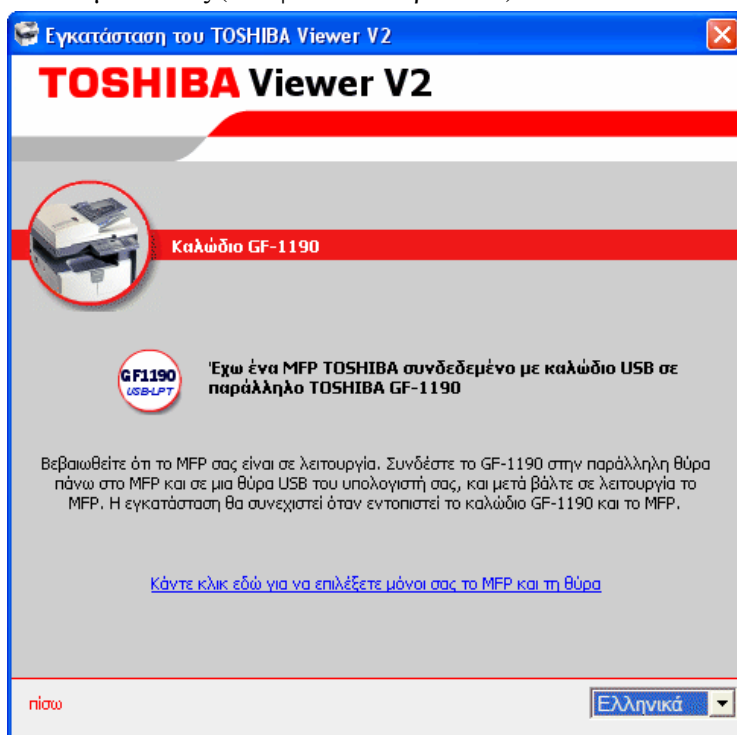 Εγκατάσταση του TOSHIBA Viewer V2
TOSHIBA Viewer V2
Καλώδιο GF-1190
GF1190
USB-LPT
Έχω ένα MFP TOSHIBA συνδεδεμένο με καλώδιο USB σε
παράλληλο TOSHIBA GF-1190
Βεβαιωθείτε ότι το MFP σας είναι σε λειτουργία. Συνδέστε το GF-1190 στην παράλληλη θύρα
πάνω στο MFP και σε μια θύρα USB του υπολογιστή σας, και μετά βάλτε σε λειτουργία το
MFP. Η εγκατάσταση θα συνεχιστεί όταν εντοπιστεί το καλώδιο GF-1190 και το MFP.
Κάντε κλικ εδώ για να επιλέξετε μόνοι σας το MFP και τη θύρα
πίσω
Ελληνικά